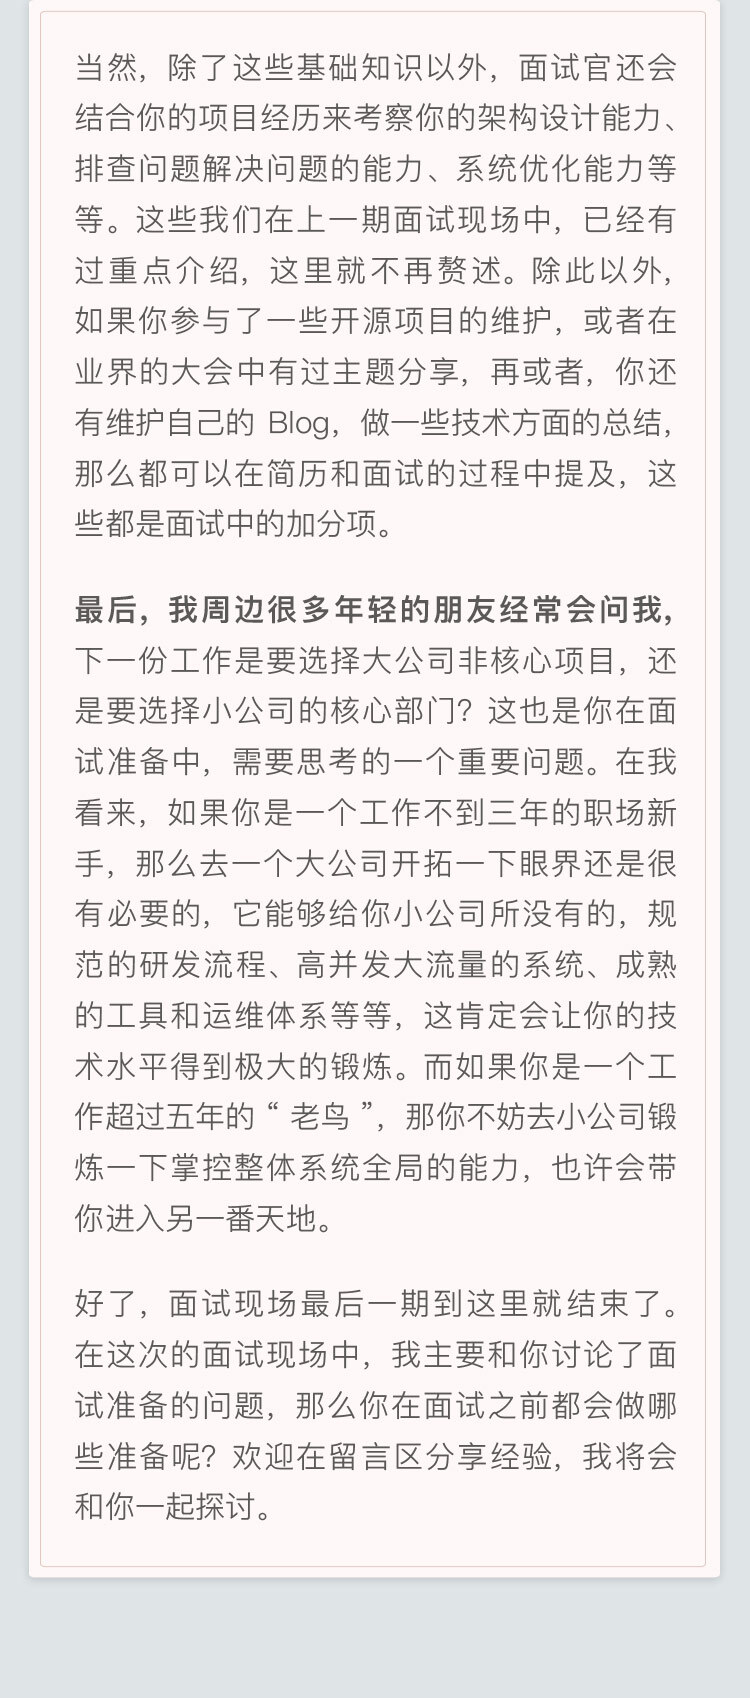 当然，除了这些基础知识以外，面试官还会
结合你的项目经历来考察你的架构设计能力、
排查问题解决问题的能力、系统优化能力等
等。这些我们在上一期面试现场中，已经有
过重点介绍，这里就不再赘述。除此以外，
如果你参与了一些开源项目的维护，或者在
业界的大会中有过主题分享，再或者，你还
有维护自己的 Blog，做一些技术方面的总结，
那么都可以在简历和面试的过程中提及，这
些都是面试中的加分项。
最后，我周边很多年轻的朋友经常会问我，
下一份工作是要选择大公司非核心项目，还
是要选择小公司的核心部门？这也是你在面
试准备中，需要思考的一个重要问题。在我
看来，如果你是一个工作不到三年的职场新
手，那么去一个大公司开拓一下眼界还是很
有必要的，它能够给你小公司所没有的，规
范的研发流程、高并发大流量的系统、成熟
的工具和运维体系等等，这肯定会让你的技
术水平得到极大的锻炼。而如果你是一个工
作超过五年的 “ 老鸟 ”，那你不妨去小公司锻
炼一下掌控整体系统全局的能力，也许会带
你进入另一番天地。
好了，面试现场最后一期到这里就结束了。
在这次的面试现场中，我主要和你讨论了面
试准备的问题，那么你在面试之前都会做哪
些准备呢？欢迎在留言区分享经验，我将会
和你一起探讨。